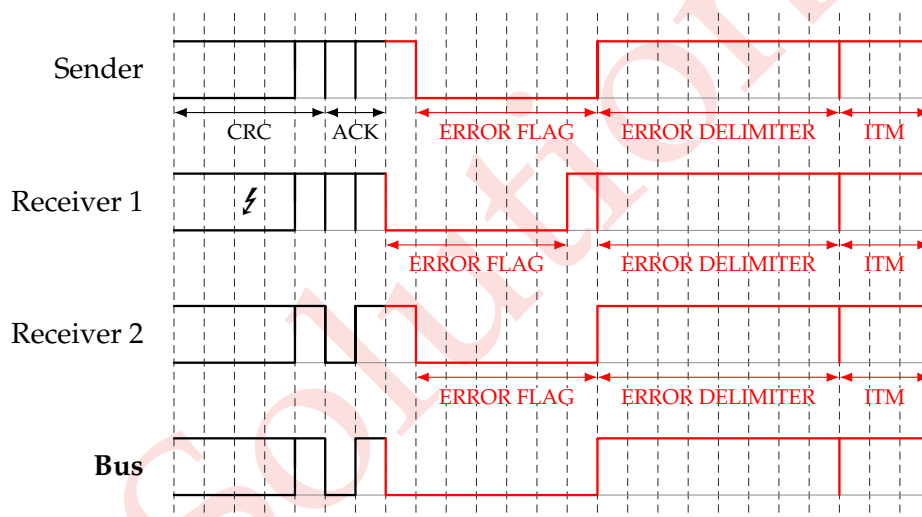 Sender
CRC ACK ERROR FLAG ERROR DELIMITER ITM
Receiver 1
ERROR FLAG ERROR DELIMITER ITM
Receiver 2
ERROR FLAG ERROR DELIMITER ITM
Bus
Solution